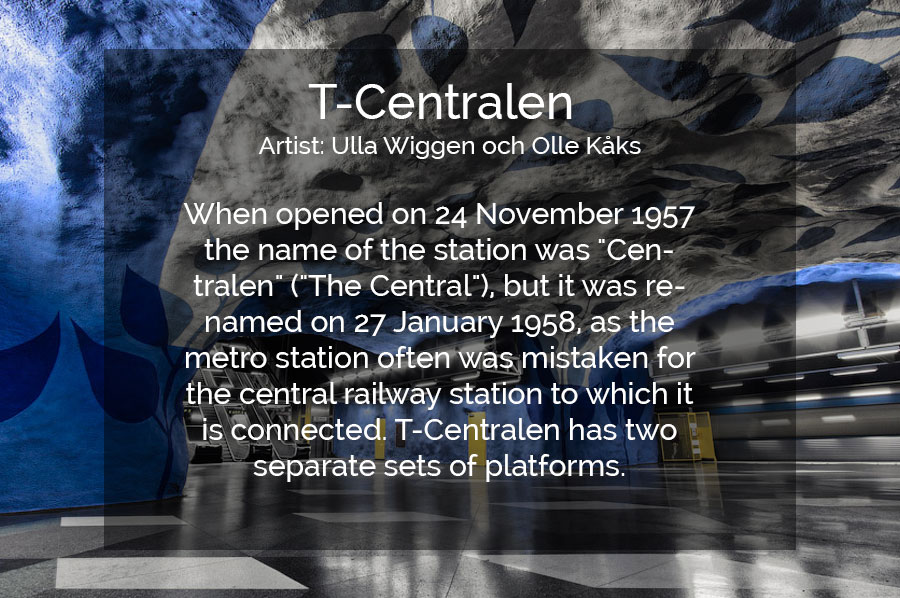 T-Centralen
Artist: Ulla Wiggen och Olle Kåks
When opened on 24 November 1957
the name of the station was "Cen-
tralen" ("The Central"), but it was re-
named on 27 January 1958, as the
metro station often was mistaken for
the central railway station to which it
is connected. T-Centralen has two
separate sets of platforms.